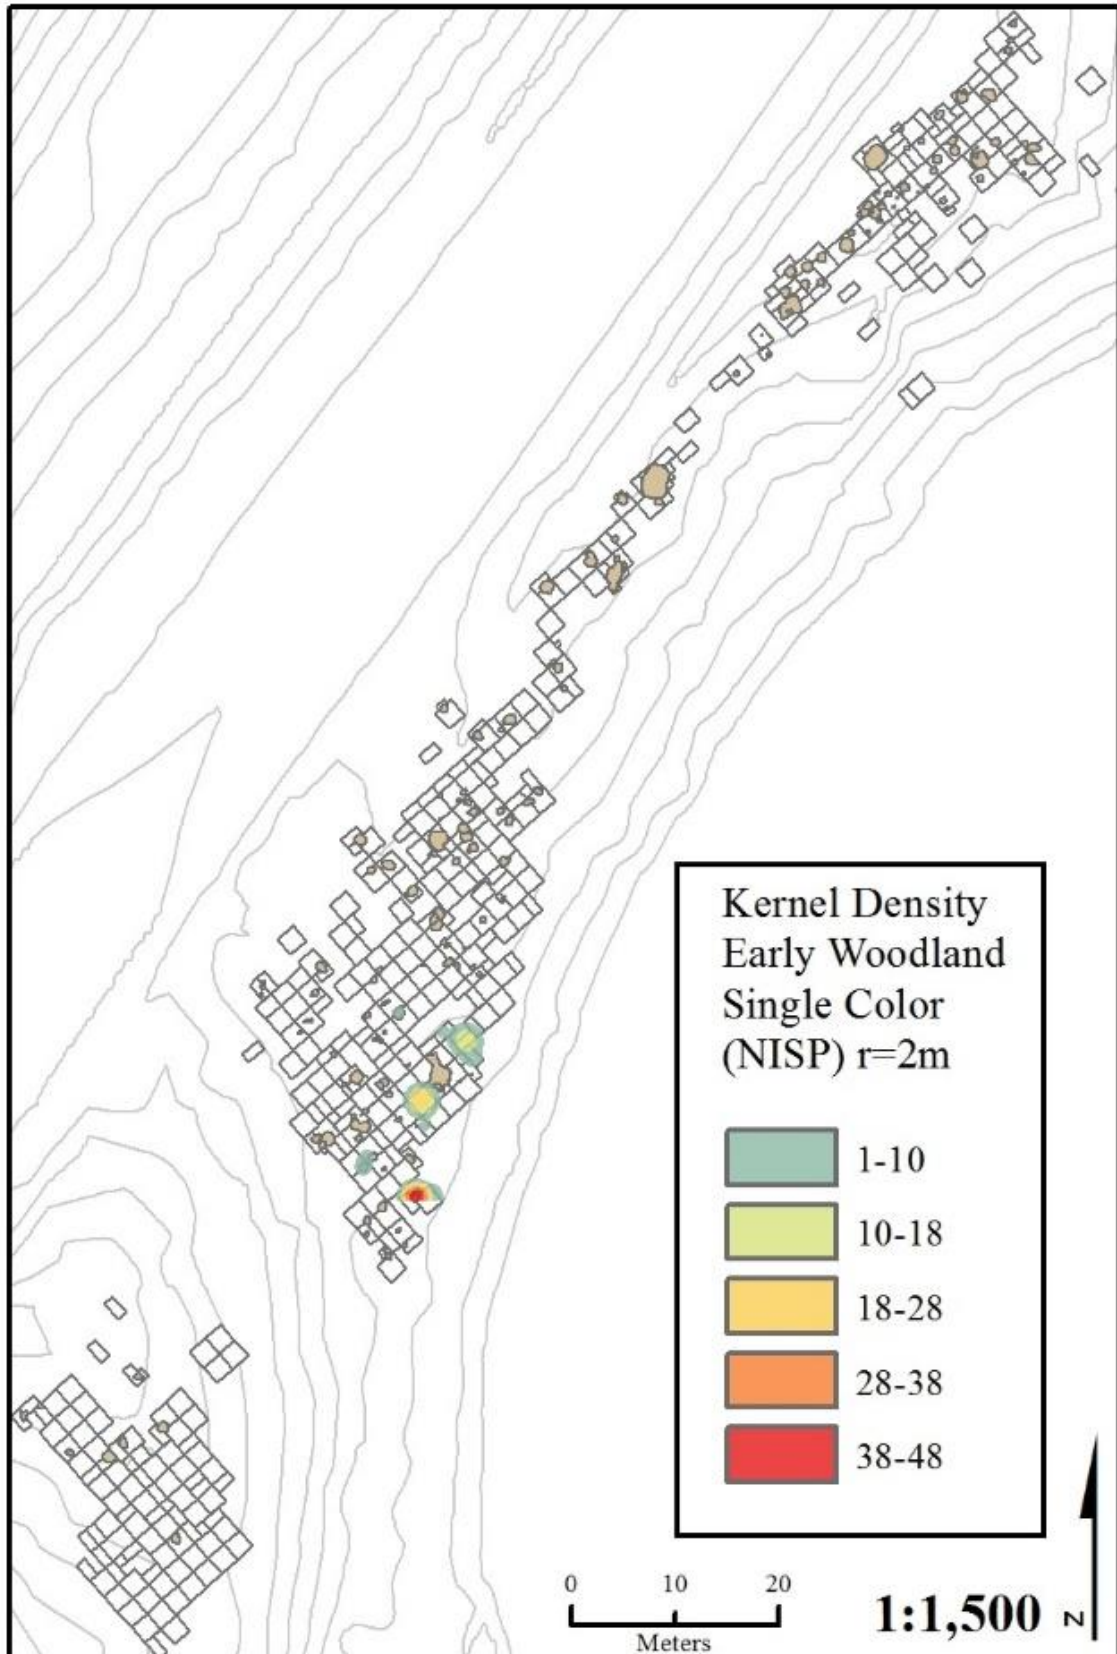 Kernel Density
Early Woodland
Single Color
(NISP) r=2m
1-10
10-18
18-28
28-38
38-48
0 10 20
Meters
1:1,500
N